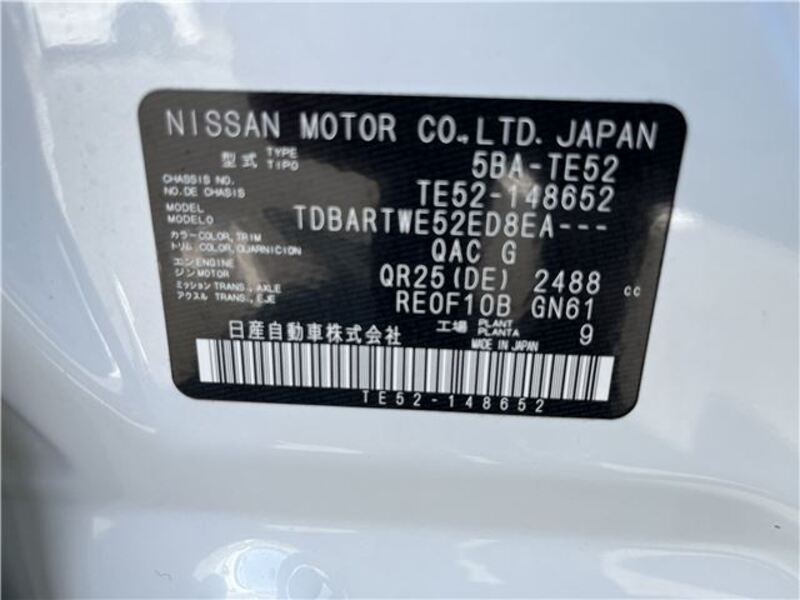 NISSAN MOTOR CO.,LTD. JAPAN
型式 TYPE TIPO 5BA-TE52
CHASSIS NO.
NO.DE CHASIS TE52-148652
MODEL
MODELO TDBARTWE52ED8EA---
カラー COLOR, TRIM
トリム COLOR, GUARNICION QAC G
エンジン ENGINE MOTOR QR25(DE) 2488 cc
ミッション TRANS., AXLE
アクスル TRANS., EJE RE0F10B GN61
日産自動車株式会社 工場 PLANT PLANTA 9
MADE IN JAPAN
TE52-148652